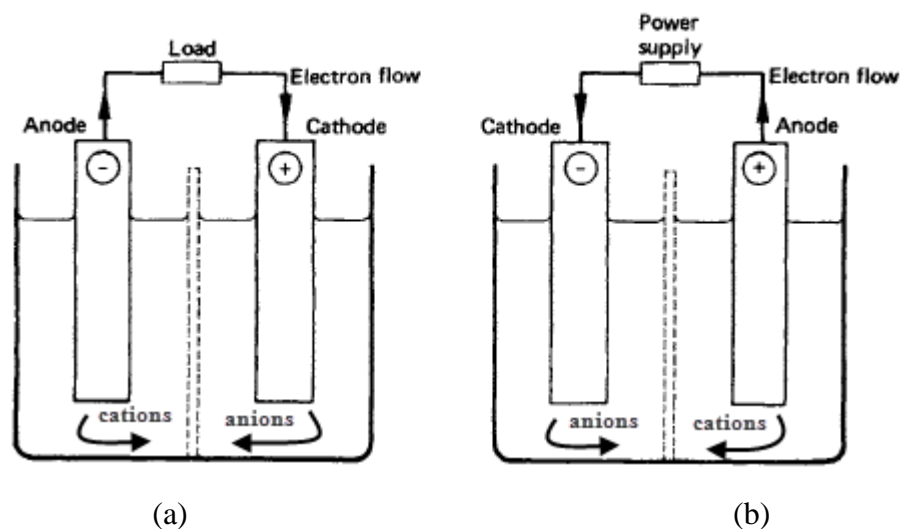 Load
Electron flow
Anode
Cathode
-
+
cations
anions
(a)
Power
supply
Electron flow
Cathode
Anode
-
+
anions
cations
(b)